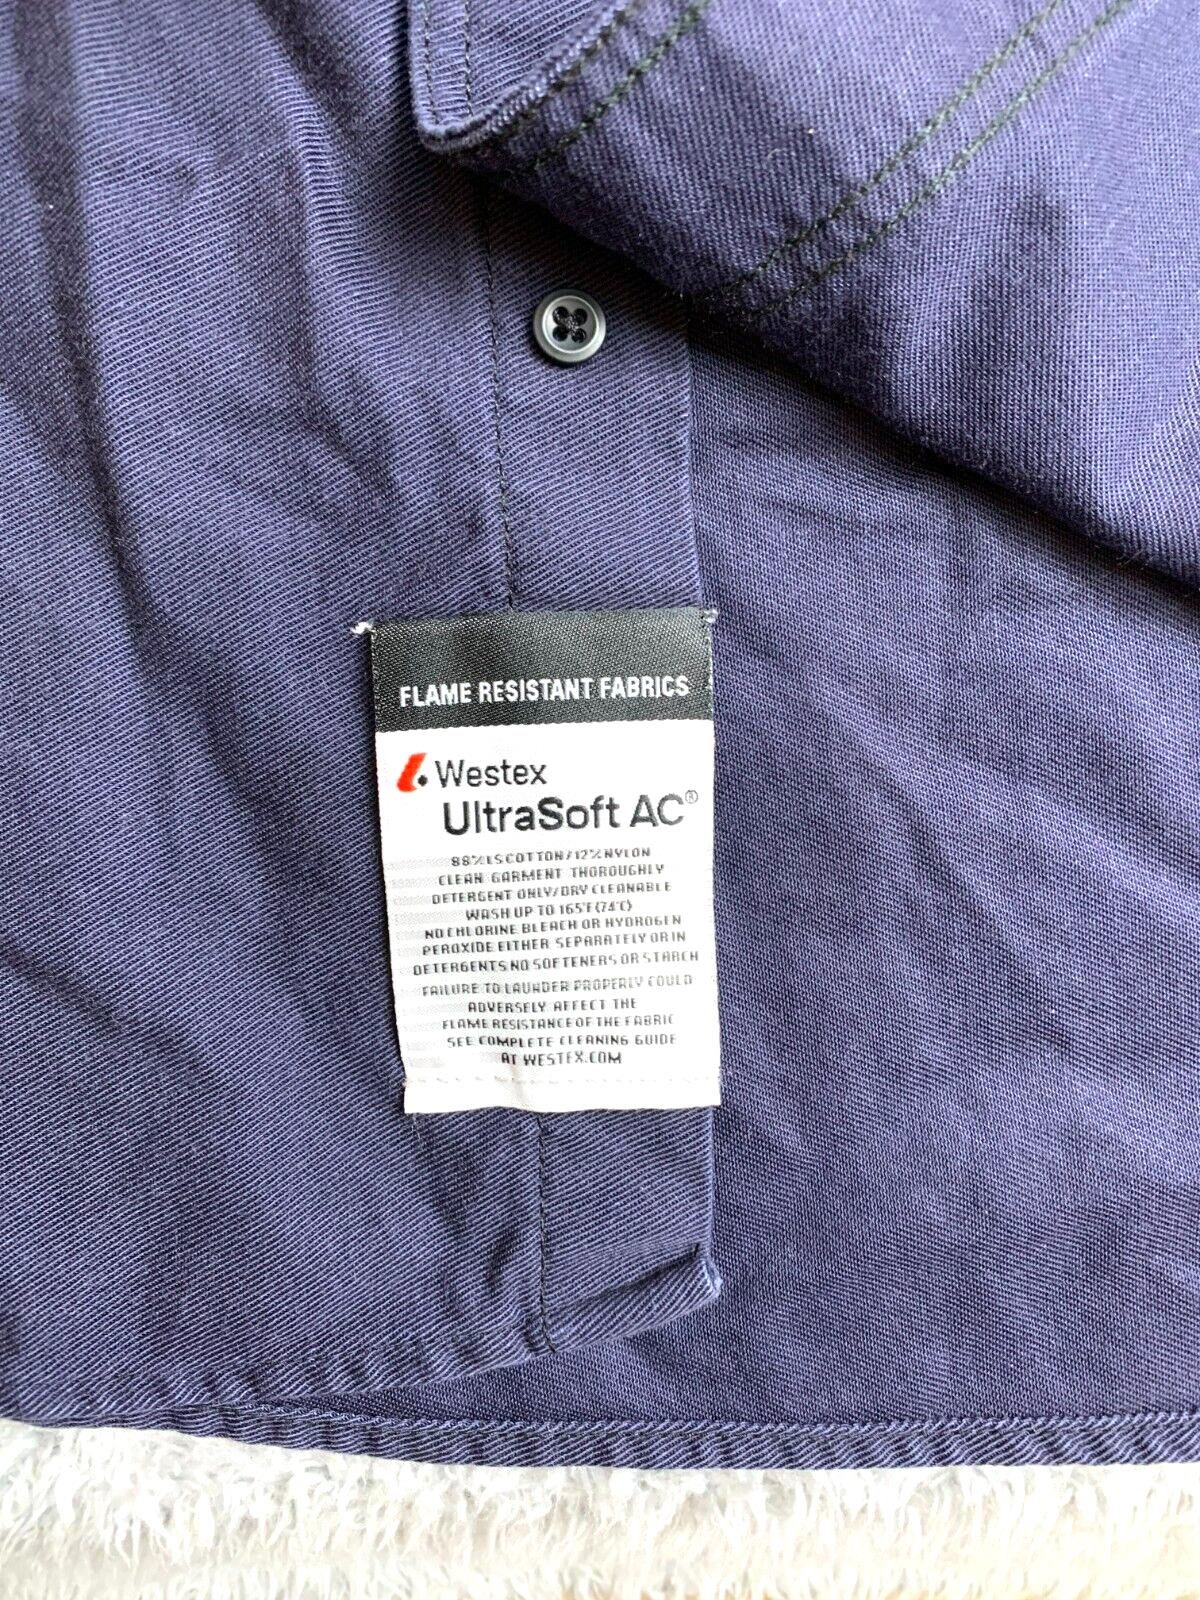 FLAME RESISTANT FABRICS
Westex
UltraSoft AC®
88% LS COTTON/12% NYLON
CLEAN GARMENT THOROUGHLY
DETERGENT ONLY/DRY CLEANABLE
WASH UP TO 165°F(74°C)
NO CHLORINE BLEACH OR HYDROGEN
PEROXIDE EITHER SEPARATELY OR IN
DETERGENTS NO SOFTENERS OR STARCH
FAILURE TO LAUNDER PROPERLY COULD
ADVERSELY AFFECT THE
FLAME RESISTANCE OF THE FABRIC
SEE COMPLETE CLEANING GUIDE
AT WESTEX.COM